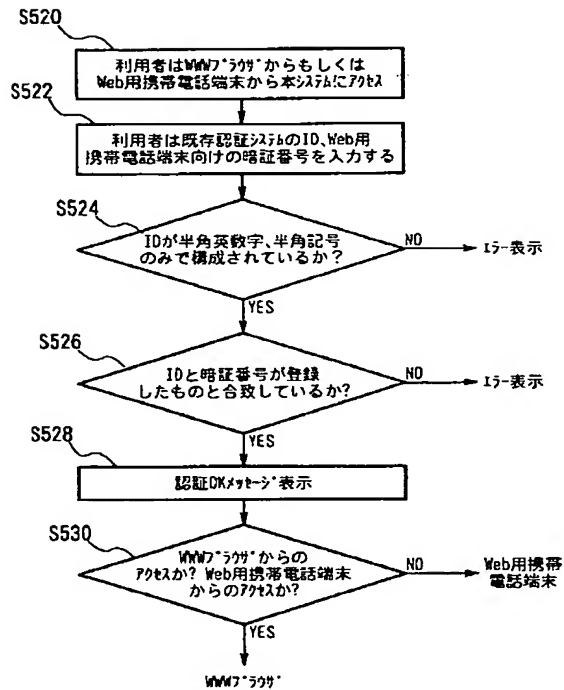 S520
利用者はWWWﾌﾞﾗｳｻﾞからもしくは
Web用携帯電話端末から本ｼｽﾃﾑにｱｸｾｽ
S522
利用者は既存認証ｼｽﾃﾑのID、Web用
携帯電話端末向けの暗証番号を入力する
S524
IDが半角英数字、半角記号
のみで構成されているか?
NO
ｴﾗｰ表示
YES
S526
IDと暗証番号が登録
したものと合致しているか?
NO
ｴﾗｰ表示
YES
S528
認証OKﾒｯｾｰｼﾞ表示
S530
WWWﾌﾞﾗｳｻﾞからの
ｱｸｾｽか? Web用携帯電話端末
からのｱｸｾｽか?
NO
Web用携帯
電話端末
YES
WWWﾌﾞﾗｳｻﾞ